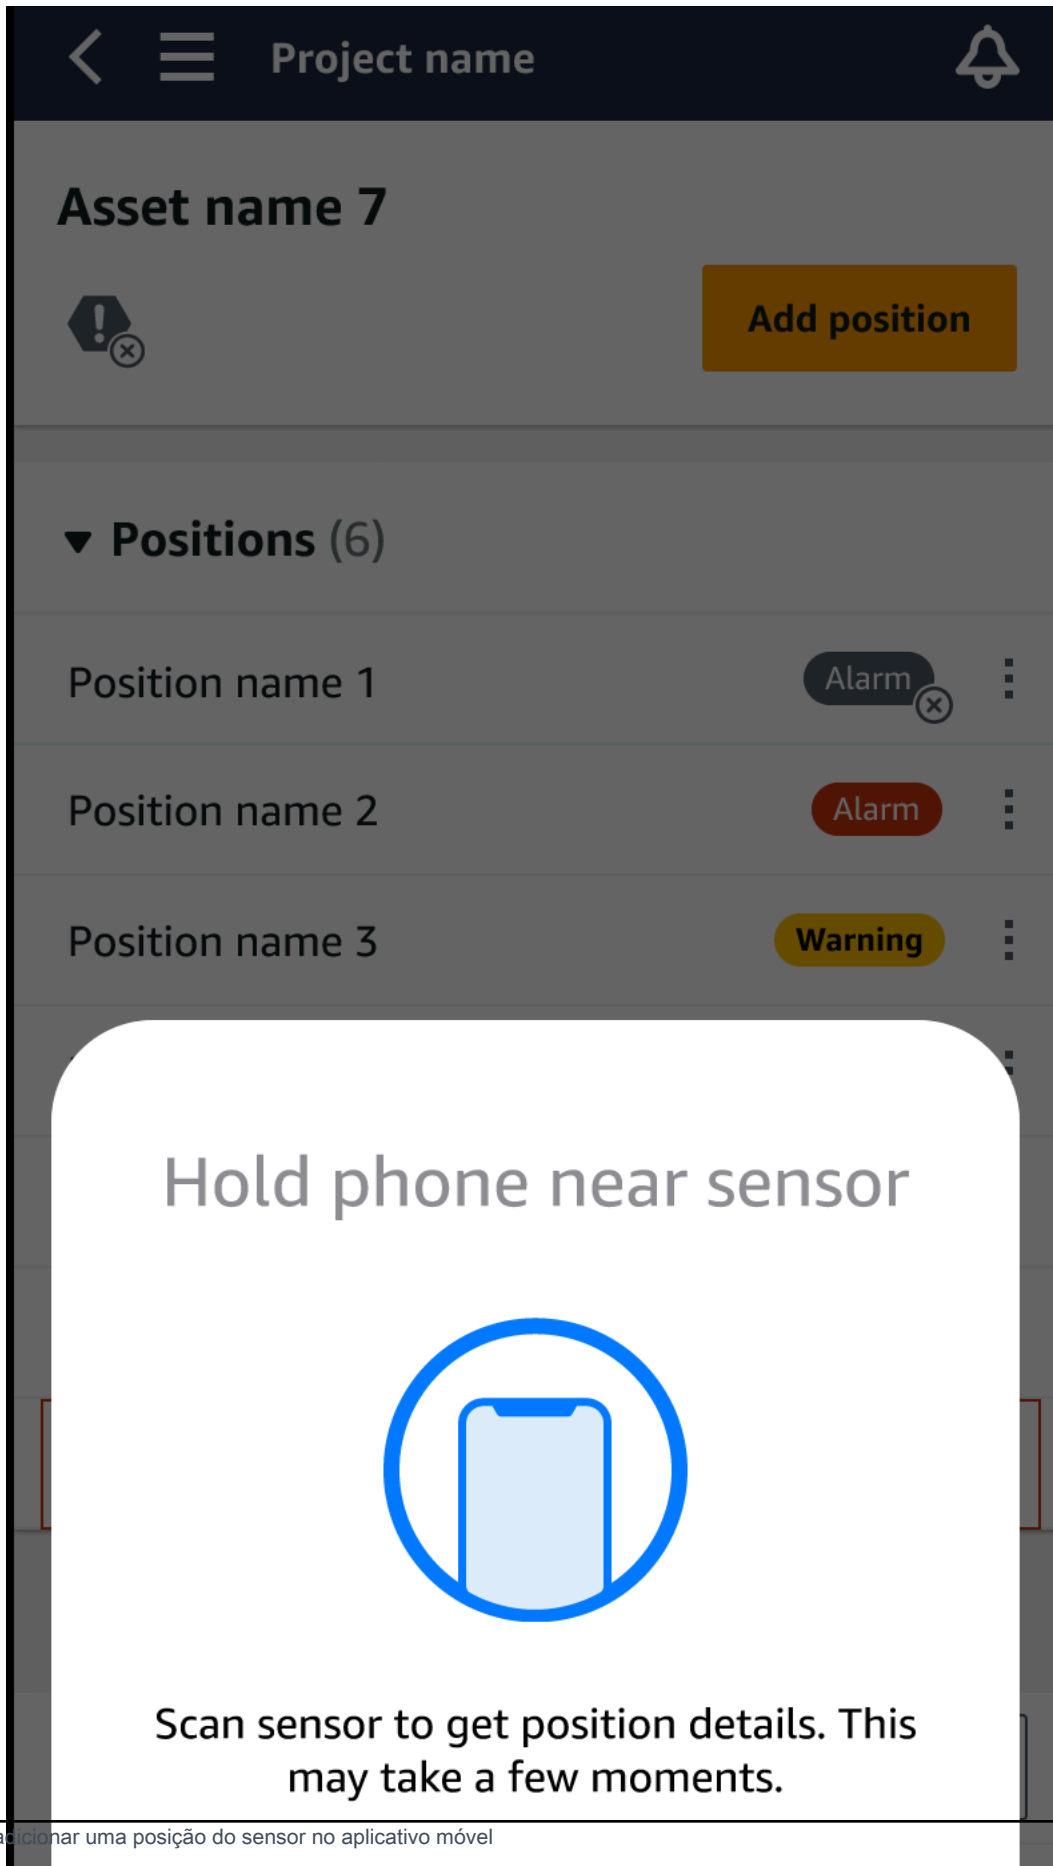 Project name
Asset name 7
Add position
Positions (6)
Position name 1
Alarm
Position name 2
Alarm
Position name 3
Warning
Hold phone near sensor
Scan sensor to get position details. This
may take a few moments.
adicionar uma posição do sensor no aplicativo móvel